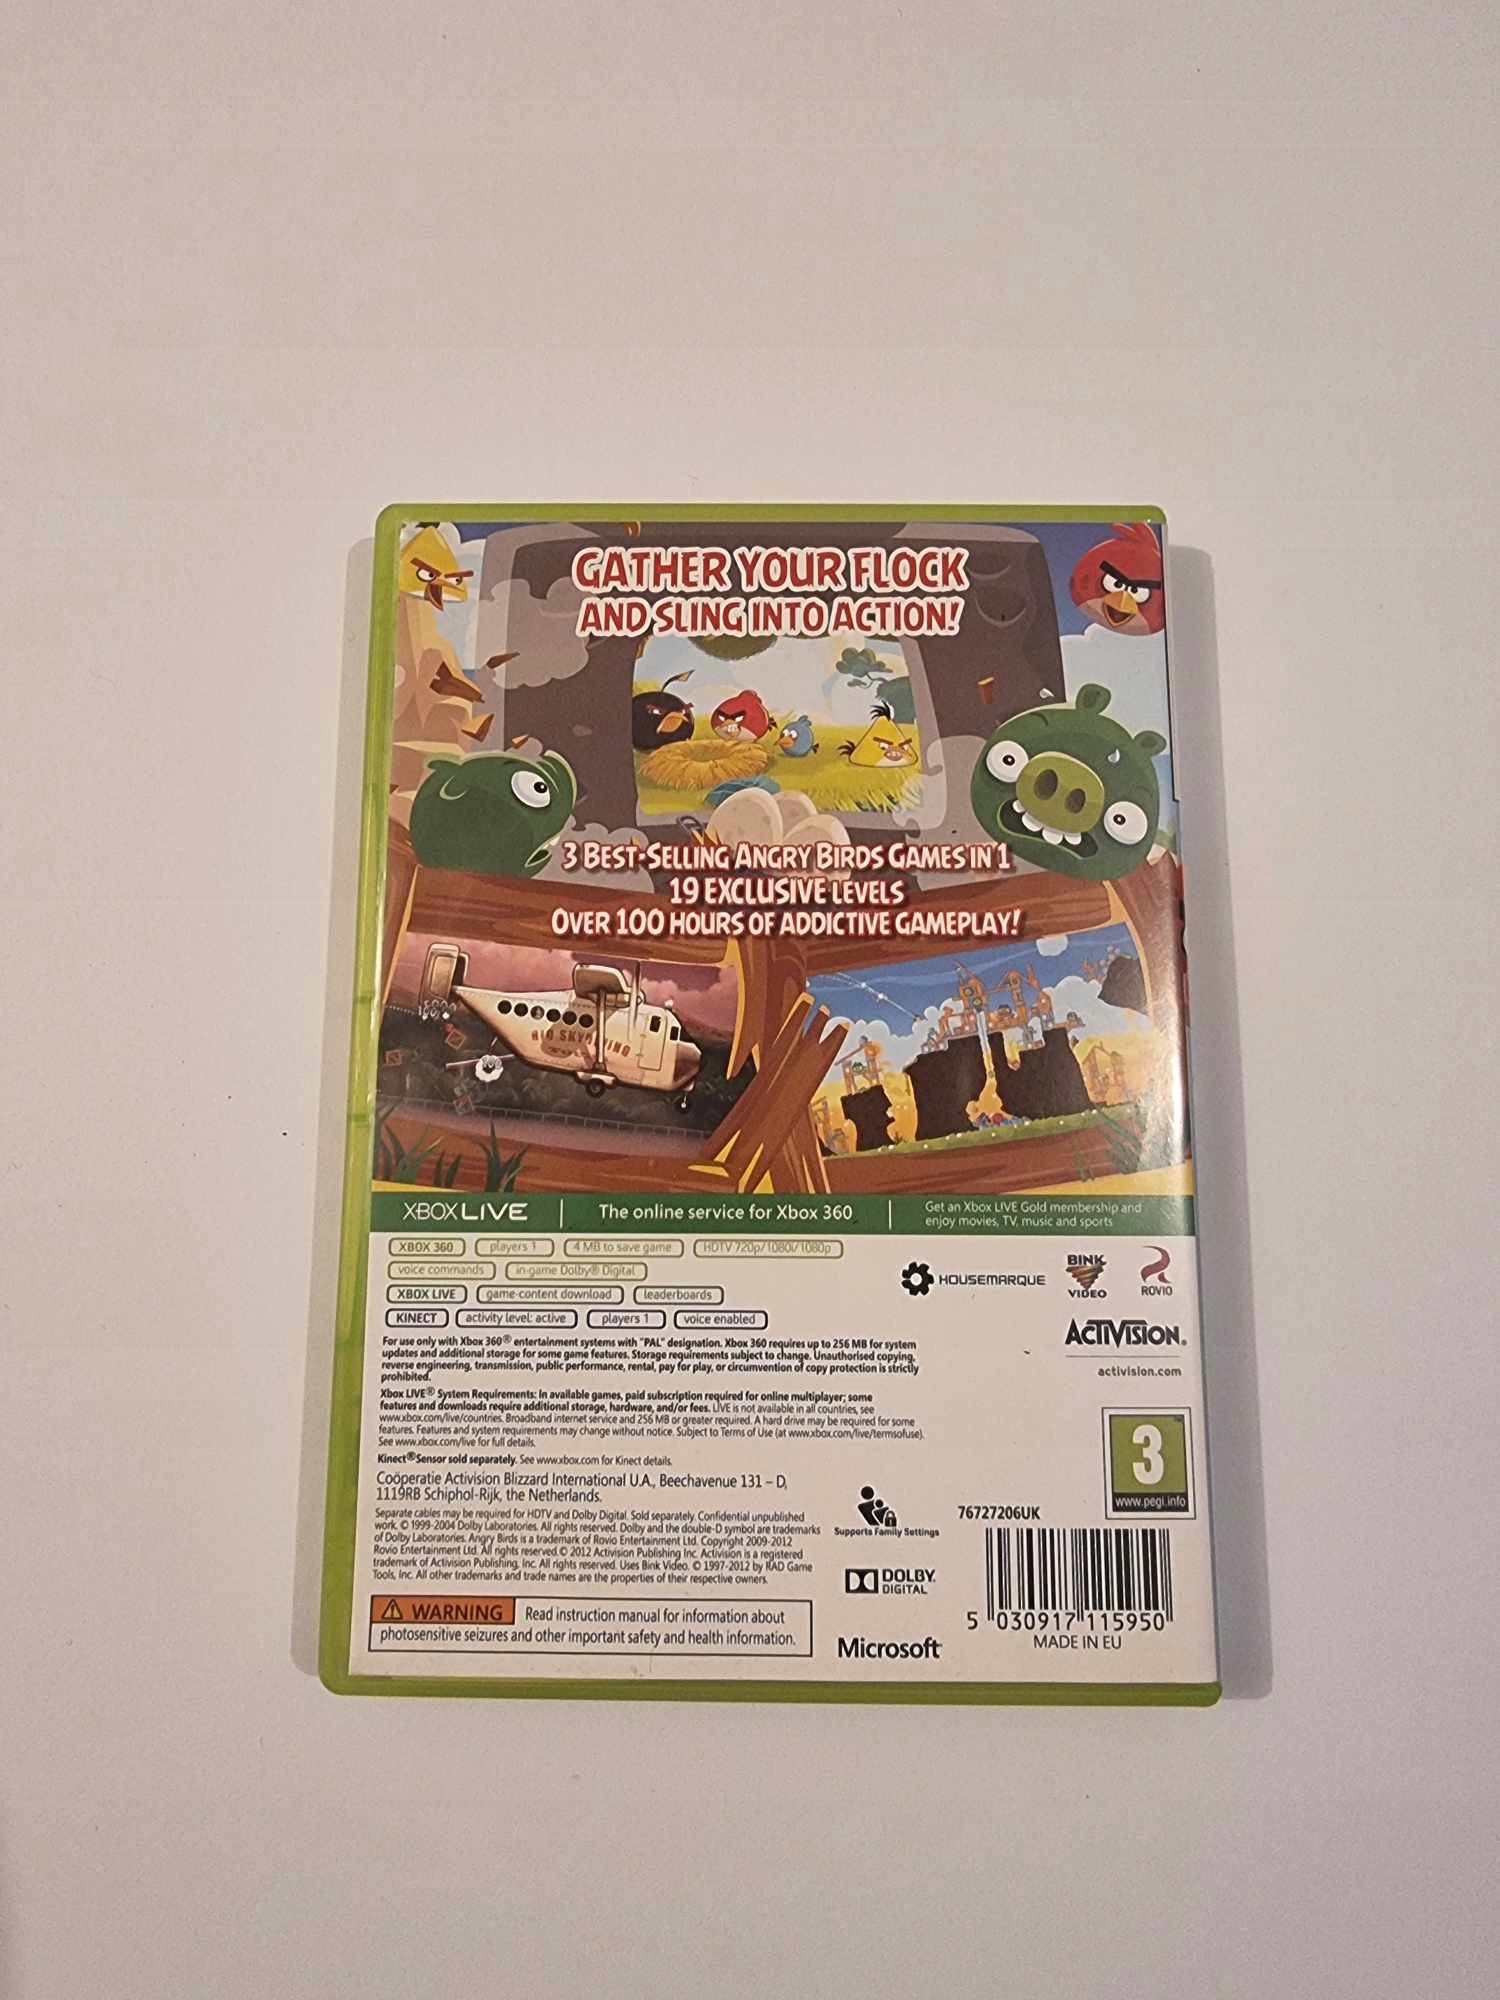 GATHER YOUR FLOCK
AND SLING INTO ACTION!
3 BEST-SELLING ANGRY BIRDS GAMES IN 1
19 EXCLUSIVE LEVELS
OVER 100 HOURS OF ADDICTIVE GAMEPLAY!
XBOX LIVE
The online service for Xbox 360
Get an Xbox LIVE Gold membership and
enjoy movies, TV, music and sports
XBOX 360 players 1 4 MB to save game HDTV 720p/1080i/1080p
voice commands in-game Dolby® Digital
XBOX LIVE game-content download leaderboards
KINECT activity level: active players 1 voice enabled
HOUSEMARQUE
BINK
VIDEO
ROVIO
ACTIVISION®
activision.com
For use only with Xbox 360® entertainment systems with "PAL" designation. Xbox 360 requires up to 256 MB for system
updates and additional storage for some game features. Storage requirements subject to change. Unauthorised copying,
reverse engineering, transmission, public performance, rental, pay for play, or circumvention of copy protection is strictly
prohibited.
Xbox LIVE® System Requirements: In available games, paid subscription required for online multiplayer; some
features and downloads require additional storage, hardware, and/or fees. LIVE is not available in all countries, see
www.xbox.com/live/countries. Broadband internet service and 256 MB or greater required. A hard drive may be required for some
features. Features and system requirements may change without notice. Subject to Terms of Use (at www.xbox.com/live/termsofuse).
See www.xbox.com/live for full details.
Kinect® Sensor sold separately. See www.xbox.com for Kinect details.
Coöperatie Activision Blizzard International U.A., Beechavenue 131 – D,
1119RB Schiphol-Rijk, the Netherlands.
Separate cables may be required for HDTV and Dolby Digital. Sold separately. Confidential unpublished
work. © 1999-2004 Dolby Laboratories. All rights reserved. Dolby and the double-D symbol are trademarks
of Dolby Laboratories. Angry Birds is a trademark of Rovio Entertainment Ltd. Copyright 2009-2012
Rovio Entertainment Ltd. All rights reserved. © 2012 Activision Publishing Inc. Activision is a registered
trademark of Activision Publishing, Inc. All rights reserved. Uses Bink Video. © 1997-2012 by RAD Game
Tools, Inc. All other trademarks and trade names are the properties of their respective owners.
WARNING Read instruction manual for information about
photosensitive seizures and other important safety and health information.
Supports Family Settings
DOLBY
DIGITAL
Microsoft
3
www.pegi.info
76727206UK
5 030917 115950
MADE IN EU